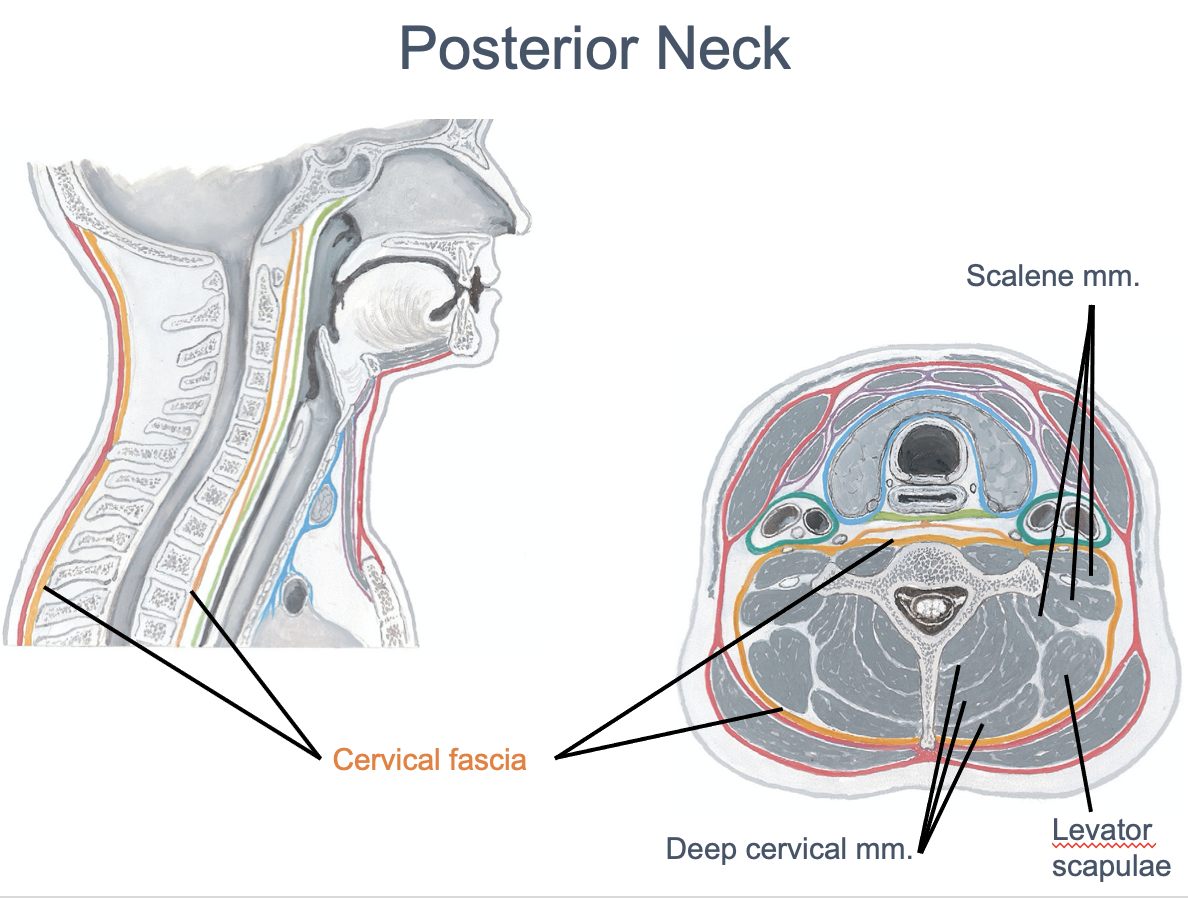 Posterior Neck
Scalene mm.
Cervical fascia
Deep cervical mm.
Levator
scapulae